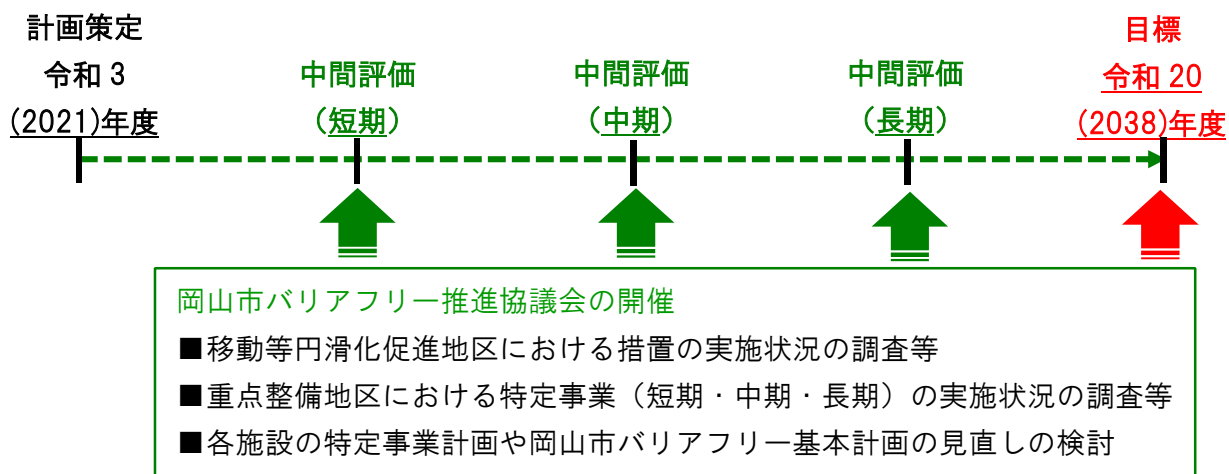 計画策定
令和 3
(2021)年度
中間評価
（短期）
中間評価
（中期）
中間評価
（長期）
目標
令和 20
(2038)年度
岡山市バリアフリー推進協議会の開催
■移動等円滑化促進地区における措置の実施状況の調査等
■重点整備地区における特定事業（短期・中期・長期）の実施状況の調査等
■各施設の特定事業計画や岡山市バリアフリー基本計画の見直しの検討